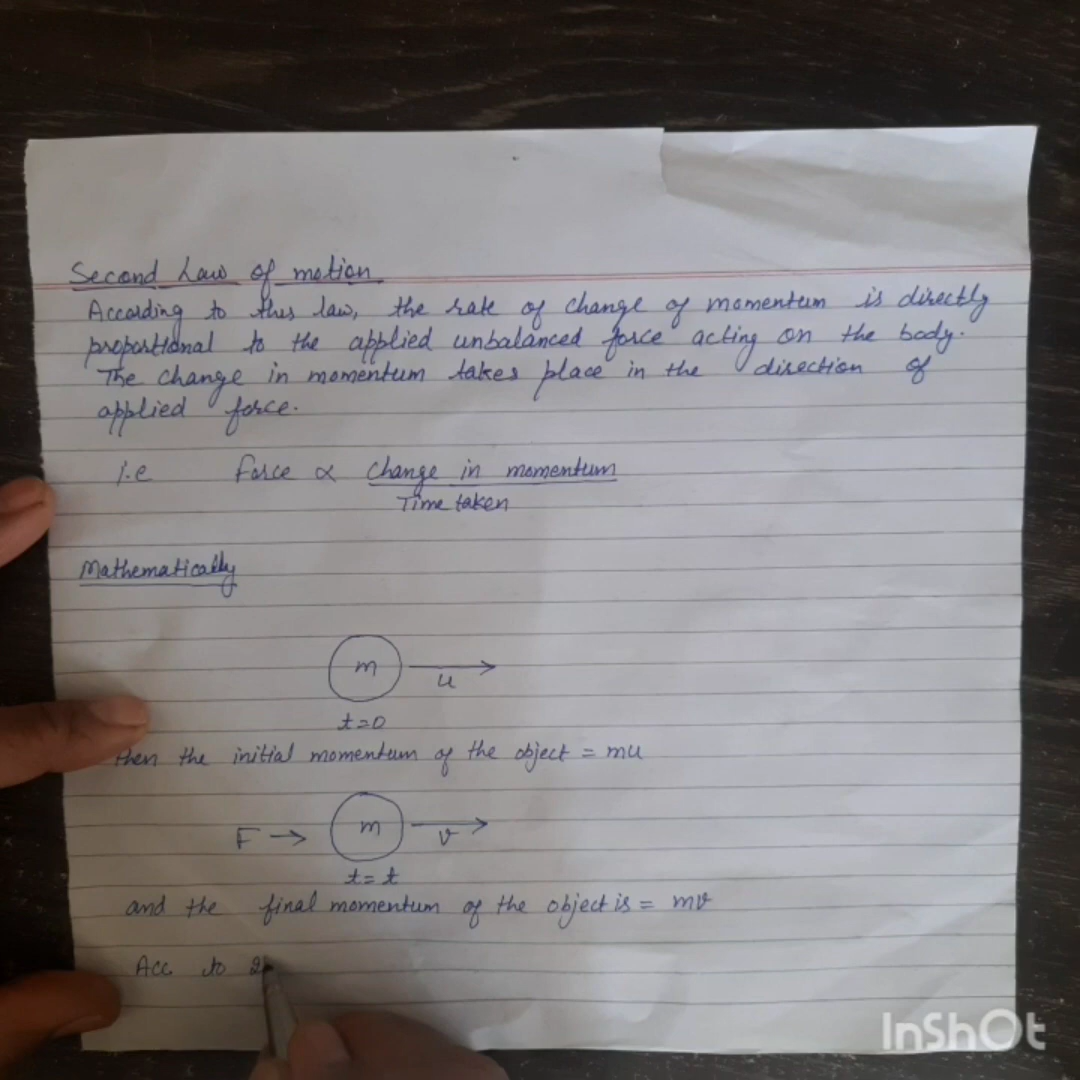 Second Law of motion
According to this law, the rate of change of momentum is directly
proportional to the applied unbalanced force acting on the body.
The change in momentum takes place in the direction of
applied force.
i.e Force ∝ Change in momentum
Time taken
Mathematically
m u
t=0
Then the initial momentum of the object = mu
F → m v
t=t
and the final momentum of the object is = mv
Acc to 2
InShOt